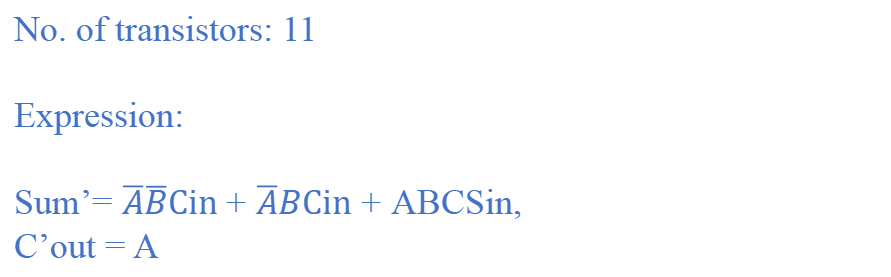 No. of transistors: 11
Expression:
Sum’= A̅B̅Cin + A̅BCin + ABCSin,
C’out = A